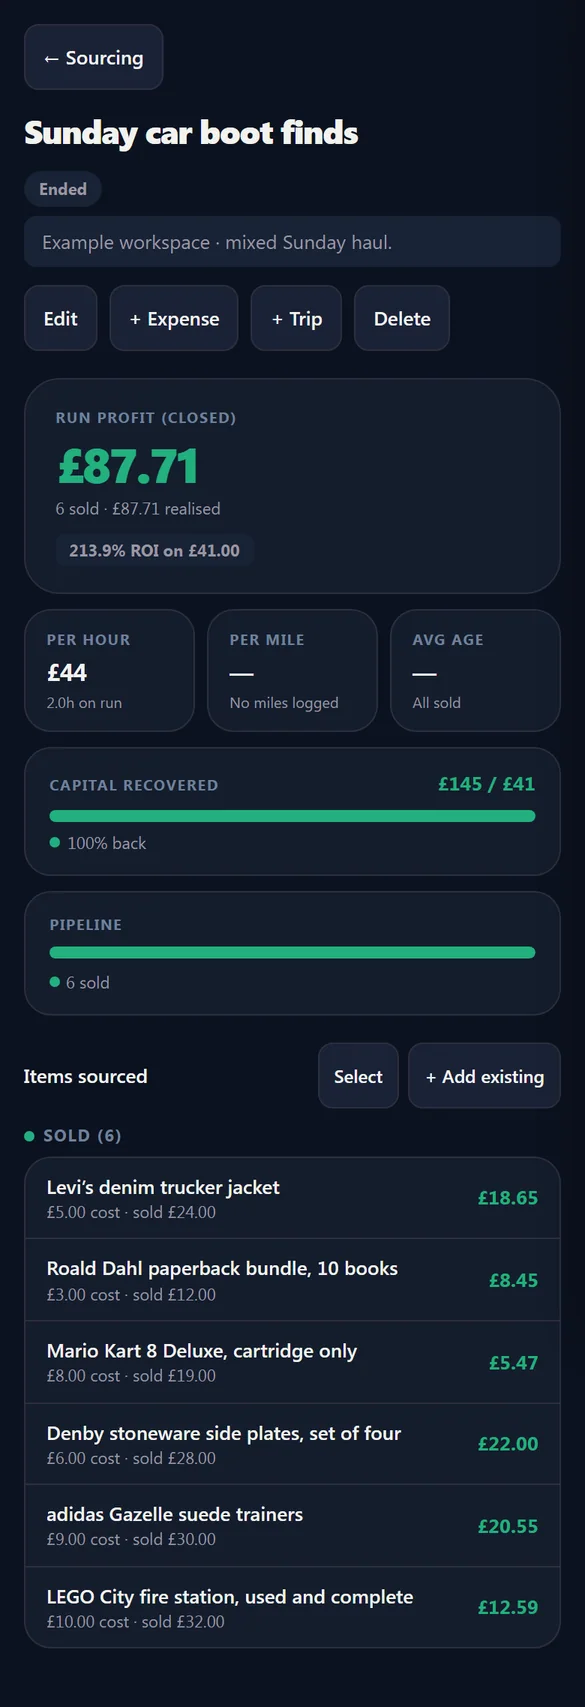 ← Sourcing
Sunday car boot finds
Ended
Example workspace · mixed Sunday haul.
Edit
+ Expense
+ Trip
Delete
RUN PROFIT (CLOSED)
£87.71
6 sold · £87.71 realised
213.9% ROI on £41.00
PER HOUR
£44
2.0h on run
PER MILE
—
No miles logged
AVG AGE
—
All sold
CAPITAL RECOVERED
£145 / £41
100% back
PIPELINE
6 sold
Items sourced
Select
+ Add existing
SOLD (6)
Levi’s denim trucker jacket
£5.00 cost · sold £24.00
£18.65
Roald Dahl paperback bundle, 10 books
£3.00 cost · sold £12.00
£8.45
Mario Kart 8 Deluxe, cartridge only
£8.00 cost · sold £19.00
£5.47
Denby stoneware side plates, set of four
£6.00 cost · sold £28.00
£22.00
adidas Gazelle suede trainers
£9.00 cost · sold £30.00
£20.55
LEGO City fire station, used and complete
£10.00 cost · sold £32.00
£12.59